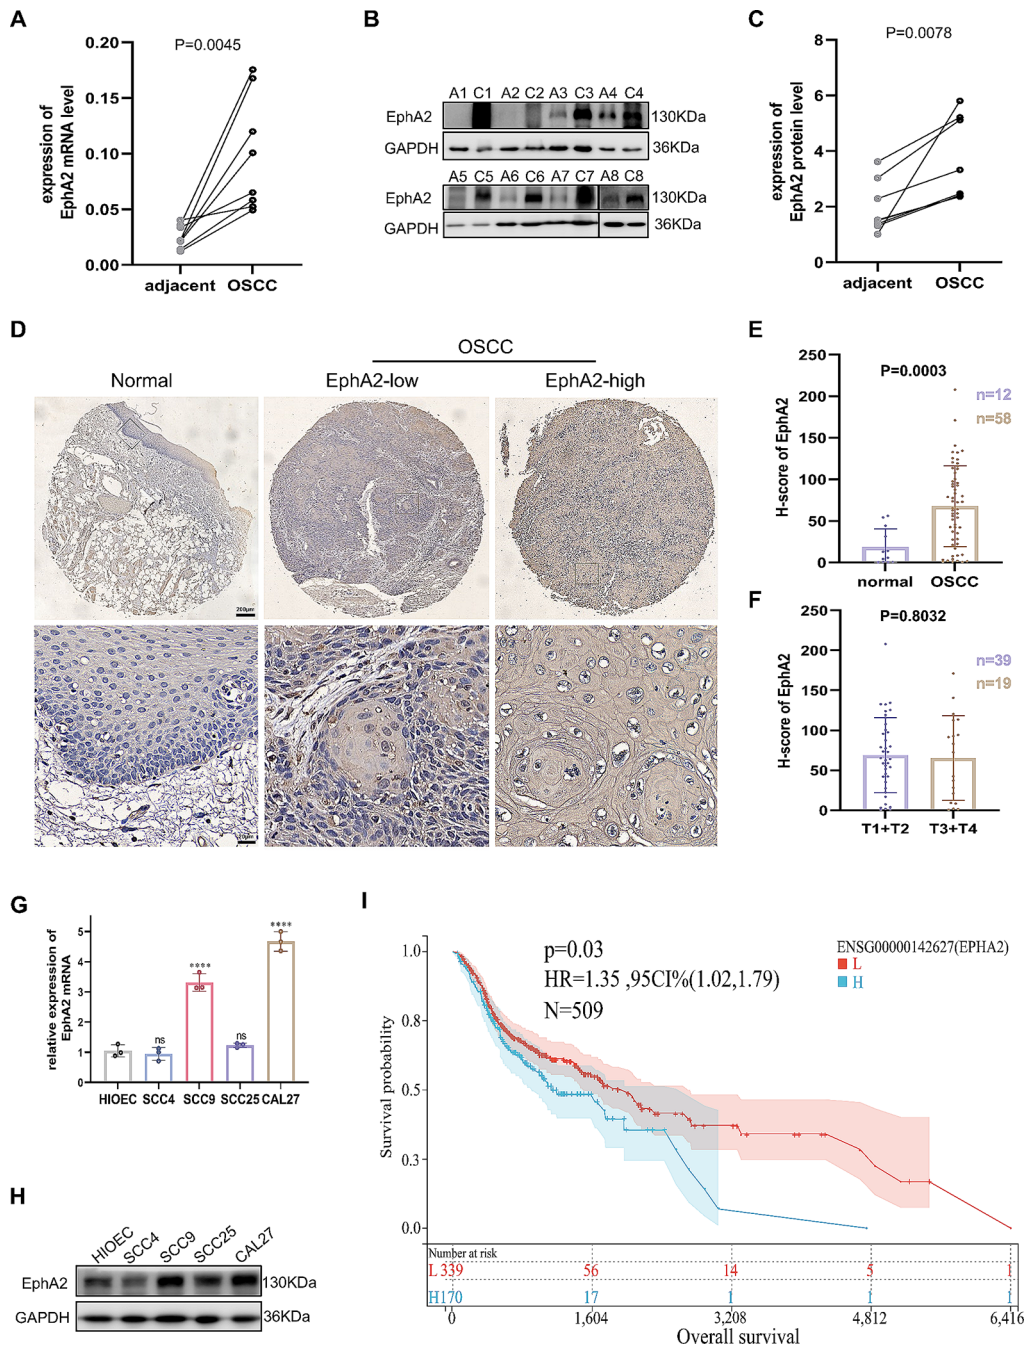 A
P=0.0045
expression of
EphA2 mRNA level
0.20
0.15
0.10
0.05
0.00
adjacent OSCC
B
A1 C1 A2 C2 A3 C3 A4 C4
EphA2 130KDa
GAPDH 36KDa
A5 C5 A6 C6 A7 C7 A8 C8
EphA2 130KDa
GAPDH 36KDa
C
P=0.0078
expression of
EphA2 protein level
8
6
4
2
0
adjacent OSCC
D
OSCC
Normal EphA2-low EphA2-high
200μm
E
P=0.0003
n=12
n=58
H-score of EphA2
250
200
150
100
50
0
normal OSCC
F
P=0.8032
n=39
n=19
H-score of EphA2
250
200
150
100
50
0
T1+T2 T3+T4
G
relative expression of
EphA2 mRNA
5
4
3
2
1
0
ns **** ns ****
HIOEC SCC4 SCC9 SCC25 CAL27
H
HIOEC SCC4 SCC9 SCC25 CAL27
EphA2 130KDa
GAPDH 36KDa
I
p=0.03
HR=1.35 ,95CI%(1.02,1.79)
N=509
ENSG00000142627(EPHA2)
L
H
Survival probability
1.0
0.8
0.5
0.3
0.0
Number at risk
L 339 56 14 5 1
H170 17 1 1 1
0 1,604 3,208 4,812 6,416
Overall survival